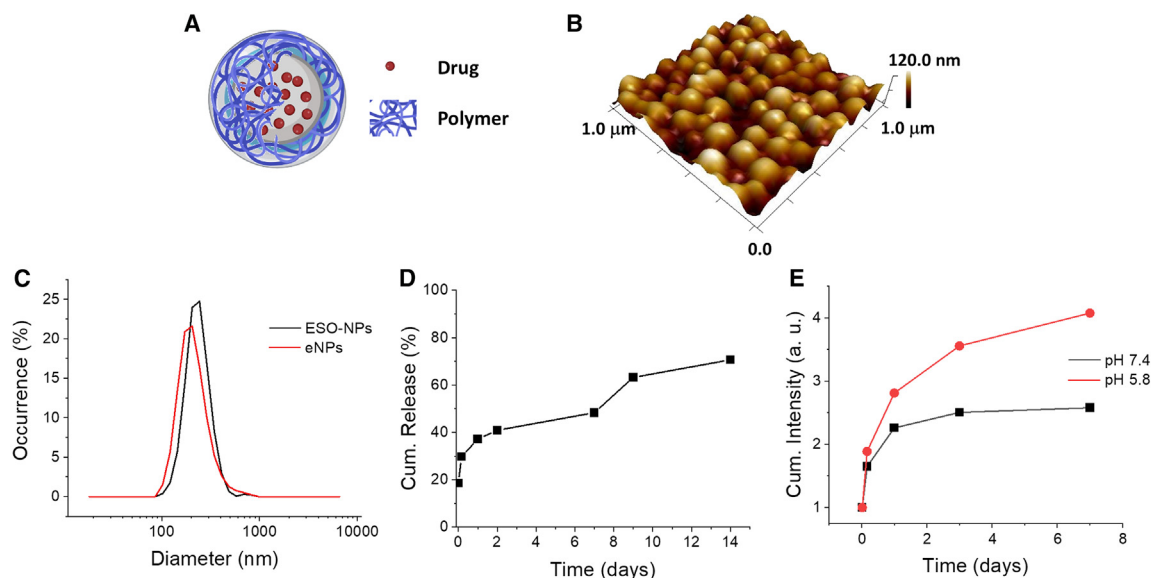 A
Drug
Polymer
B
120.0 nm
1.0 μm
1.0 μm
0.0
C
25
20
15
10
5
0
Occurrence (%)
ESO-NPs
eNPs
100
1000
10000
Diameter (nm)
D
100
80
60
40
20
0
Cum. Release (%)
0
2
4
6
8
10
12
14
Time (days)
E
4
3
2
1
Cum. Intensity (a. u.)
pH 7.4
pH 5.8
0
2
4
6
8
Time (days)